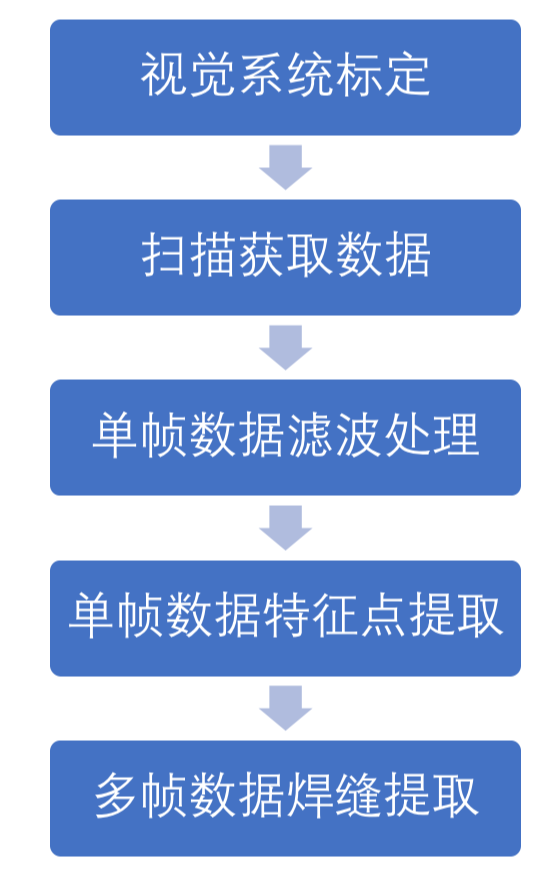 视觉系统标定
扫描获取数据
单帧数据滤波处理
单帧数据特征点提取
多帧数据焊缝提取